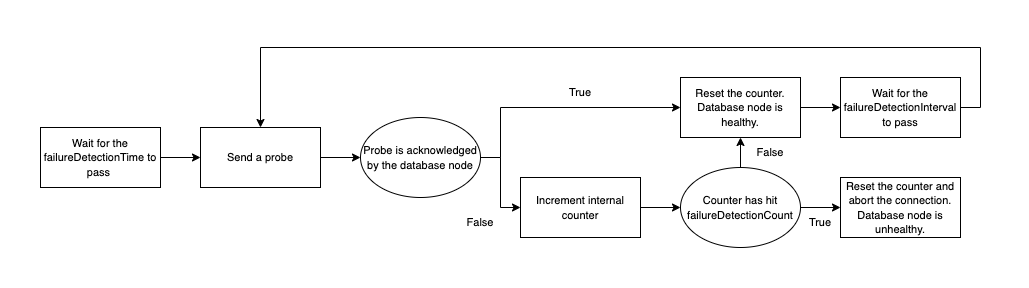 Wait for the
failureDetectionTime to
pass
Send a probe
Probe is acknowledged
by the database node
True
Reset the counter.
Database node is
healthy.
Wait for the
failureDetectionInterval
to pass
False
Increment internal
counter
Counter has hit
failureDetectionCount
False
True
Reset the counter and
abort the connection.
Database node is
unhealthy.